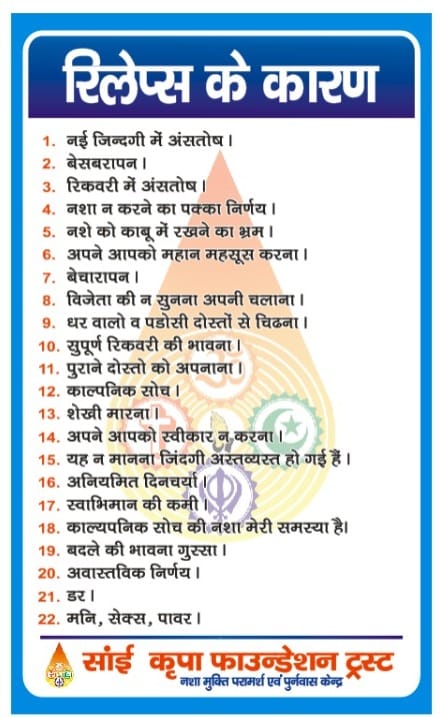 रिलेप्स के कारण
1. नई जिन्दगी में अंसतोष।
2. बेसबरापन।
3. रिकवरी में अंसतोष।
4. नशा न करने का पक्का निर्णय।
5. नशे को काबू में रखने का भ्रम।
6. अपने आपको महान महसूस करना।
7. बेचारापन।
8. विजेता की न सुनना अपनी चलाना।
9. धर वालो व पडोसी दोस्तों से चिढना।
10. सुपूर्ण रिकवरी की भावना।
11. पुराने दोस्तो को अपनाना।
12. काल्पनिक सोच।
13. शेखी मारना।
14. अपने आपको स्वीकार न करना।
15. यह न मानना जिंदगी अस्तव्यस्त हो गई हैं।
16. अनियमित दिनचर्या।
17. स्वाभिमान की कमी।
18. काल्यपनिक सोच की नशा मेरी समस्या है।
19. बदले की भावना गुस्सा।
20. अवास्तविक निर्णय।
21. डर।
22. मनि, सेक्स, पावर।
सांई कृपा फाउन्डेशन ट्रस्ट
नशा मुक्ति परामर्श एवं पुर्नवास केन्द्र